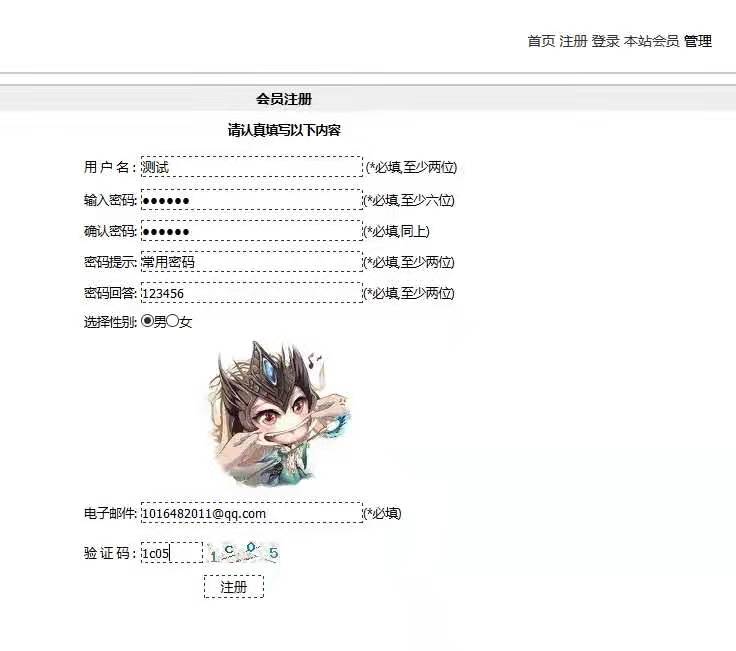 首页 注册 登录 本站会员 管理
会员注册
请认真填写以下内容
用 户 名 : 测试 (*必填,至少两位)
输入密码: ●●●●●● (*必填,至少六位)
确认密码: ●●●●●● (*必填,同上)
密码提示: 常用密码 (*必填,至少两位)
密码回答: 123456 (*必填,至少两位)
选择性别: 男 女
电子邮件: 1016482011@qq.com (*必填)
验 证 码 : 1c05 1c05
注册